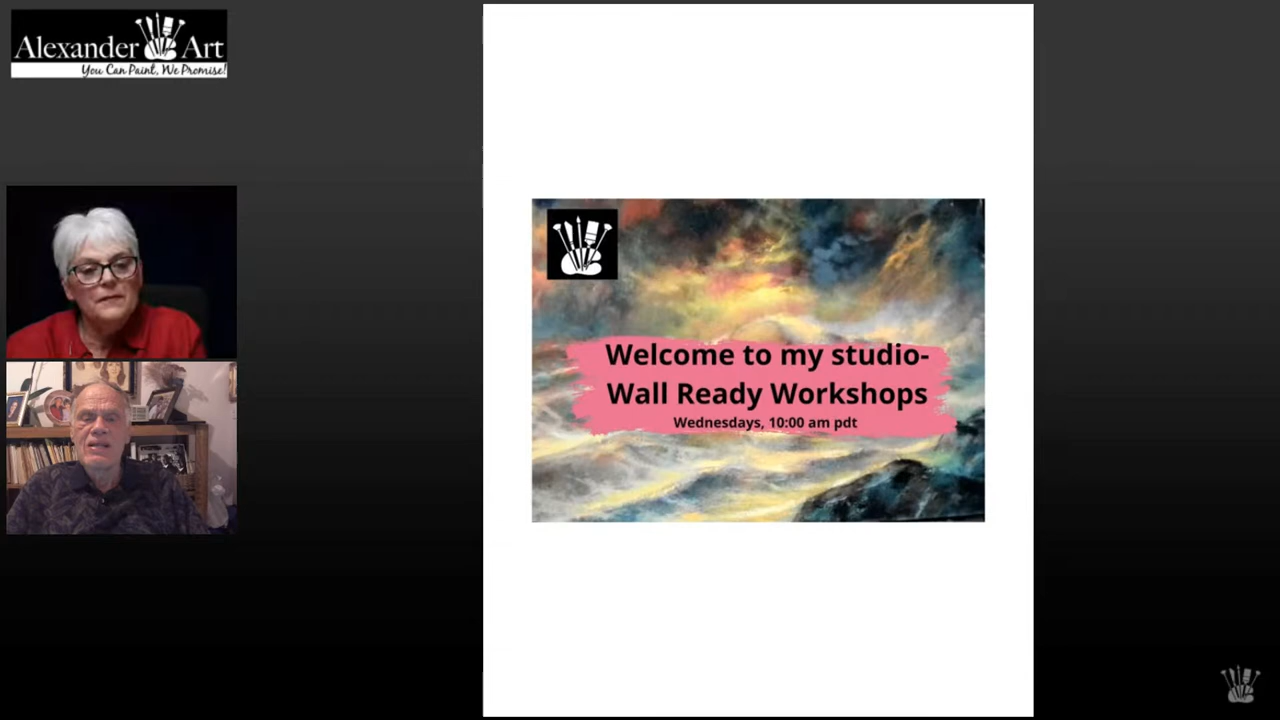 Alexander Art
You Can Paint, We Promise!
Welcome to my studio-
Wall Ready Workshops
Wednesdays, 10:00 am pdt